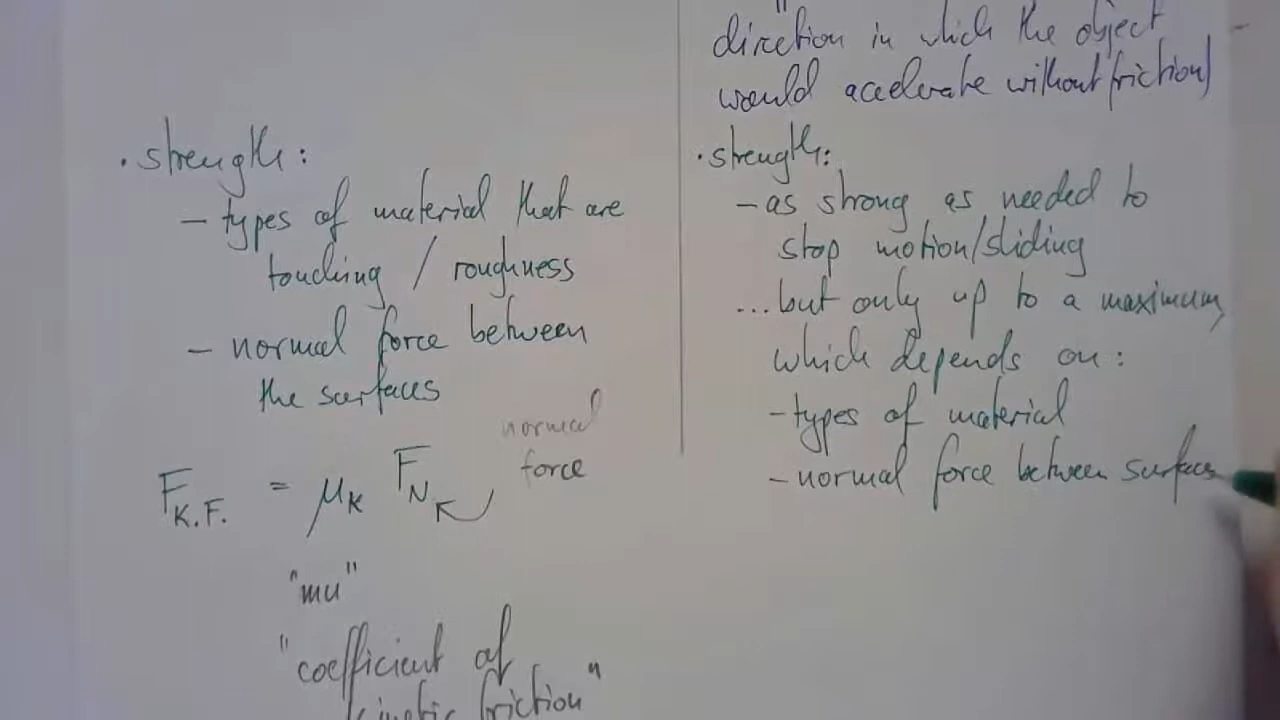 · strength:
- types of material that are
touching / roughness
- normal force between
the surfaces
normal
force
F_K.F. = μ_K F_N
"mu"
"coefficient of
kinetic friction"
direction in which the object
would acelerate without friction)
· strength:
- as strong as needed to
stop motion/sliding
...but only up to a maximum,
which depends on:
- types of material
- normal force between surfaces